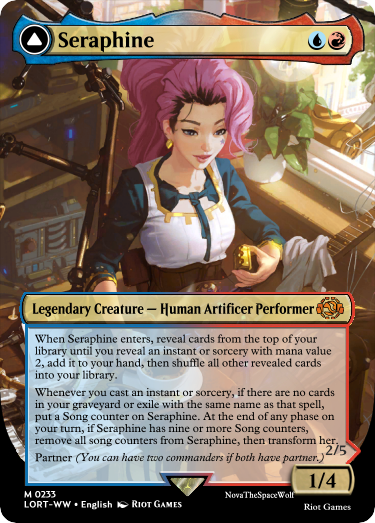 Seraphine
Legendary Creature — Human Artificer Performer
When Seraphine enters, reveal cards from the top of your
library until you reveal an instant or sorcery with mana value
2, add it to your hand, then shuffle all other revealed cards
into your library.
Whenever you cast an instant or sorcery, if there are no cards
in your graveyard or exile with the same name as that spell,
put a Song counter on Seraphine. At the end of any phase on
your turn, if Seraphine has nine or more Song counters,
remove all song counters from Seraphine, then transform her.
Partner (You can have two commanders if both have partner.)
2/5
1/4
M 0233
LORT-WW • English Riot Games
NovaTheSpaceWolf
Riot Games